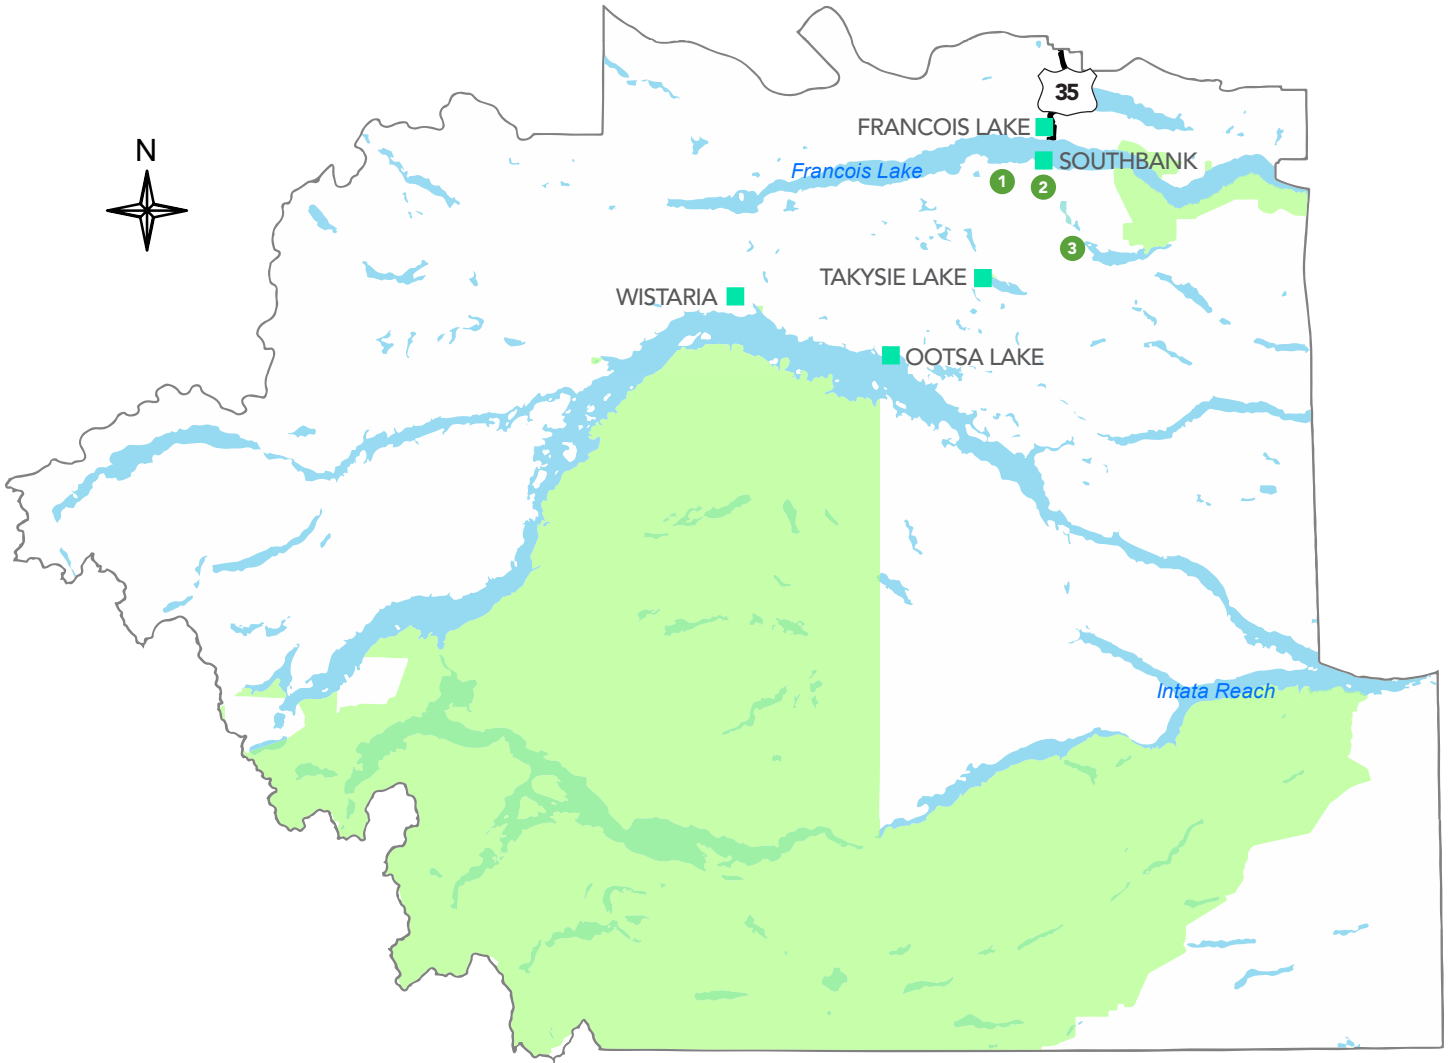 35
N
FRANCOIS LAKE
Francois Lake
SOUTHBANK
1
2
3
TAKYSIE LAKE
WISTARIA
OOTSA LAKE
Intata Reach